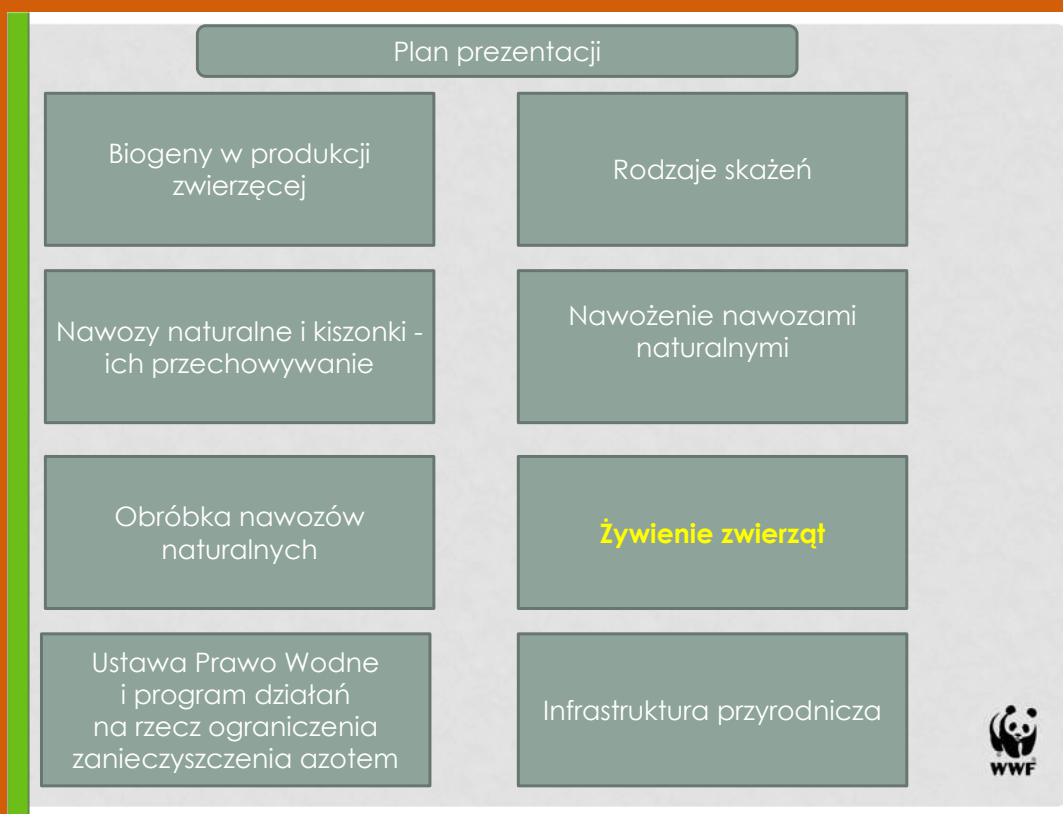 Plan prezentacji
Biogeny w produkcji
zwierzęcej
Rodzaje skażeń
Nawozy naturalne i kiszonki -
ich przechowywanie
Nawożenie nawozami
naturalnymi
Obróbka nawozów
naturalnych
Żywienie zwierząt
Ustawa Prawo Wodne
i program działań
na rzecz ograniczenia
zanieczyszczenia azotem
Infrastruktura przyrodnicza
WWF